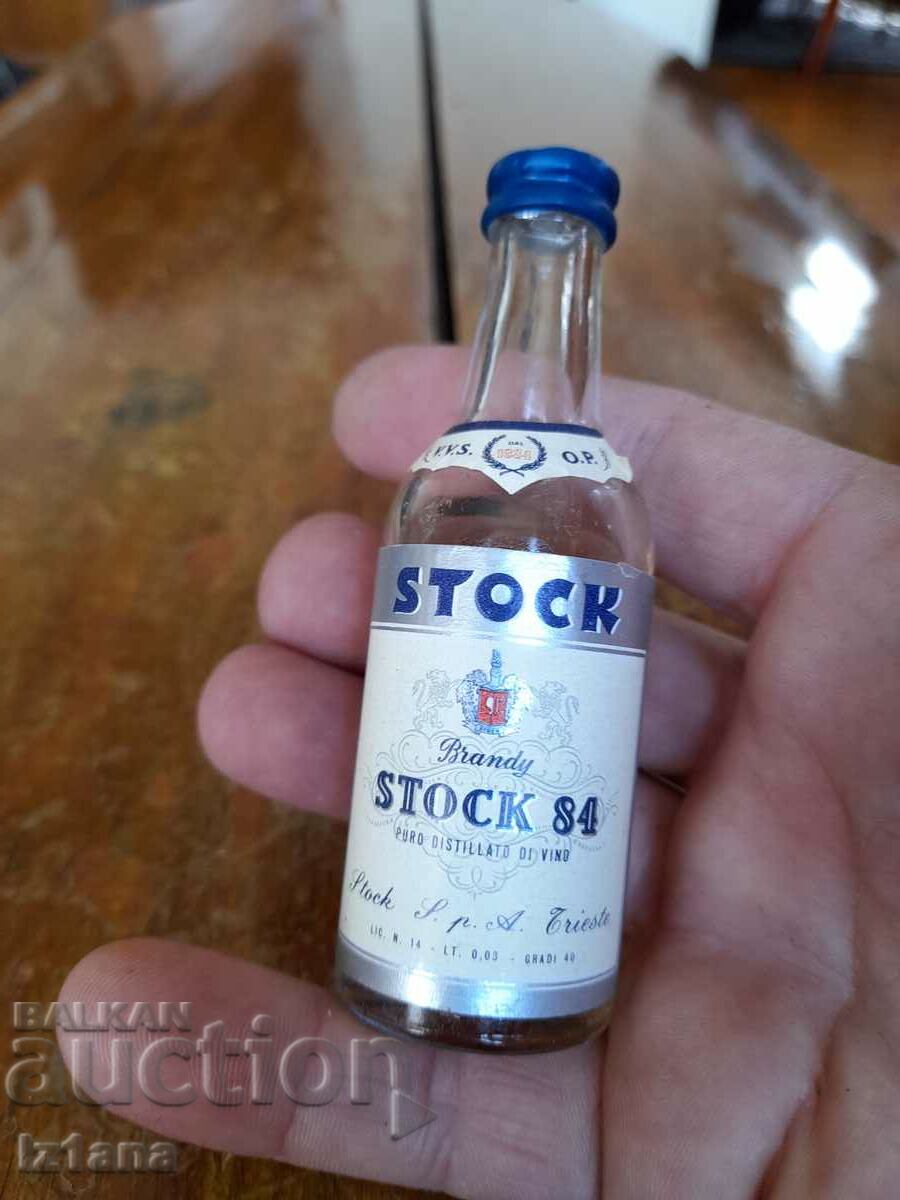 V.V.S. DAL 1884 O.P.
STOCK
Brandy
STOCK 84
PURO DISTILLATO DI VINO
Stock S. p. A. Trieste
LIC. N. 14 - LT. 0,03 - GRADI 40
BALKAN
auction
Iz1ana